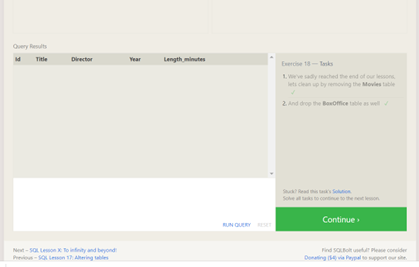 Query Results
Id Title Director Year Length_minutes
Exercise 18 — Tasks
1. We've sadly reached the end of our lessons,
lets clean up by removing the Movies table
✓
2. And drop the BoxOffice table as well ✓
Stuck? Read this task's Solution.
Solve all tasks to continue to the next lesson.
RUN QUERY RESET
Continue ›
Next – SQL Lesson X: To infinity and beyond!
Previous – SQL Lesson 17: Altering tables
Find SQLBolt useful? Please consider
Donating ($4) via Paypal to support our site.